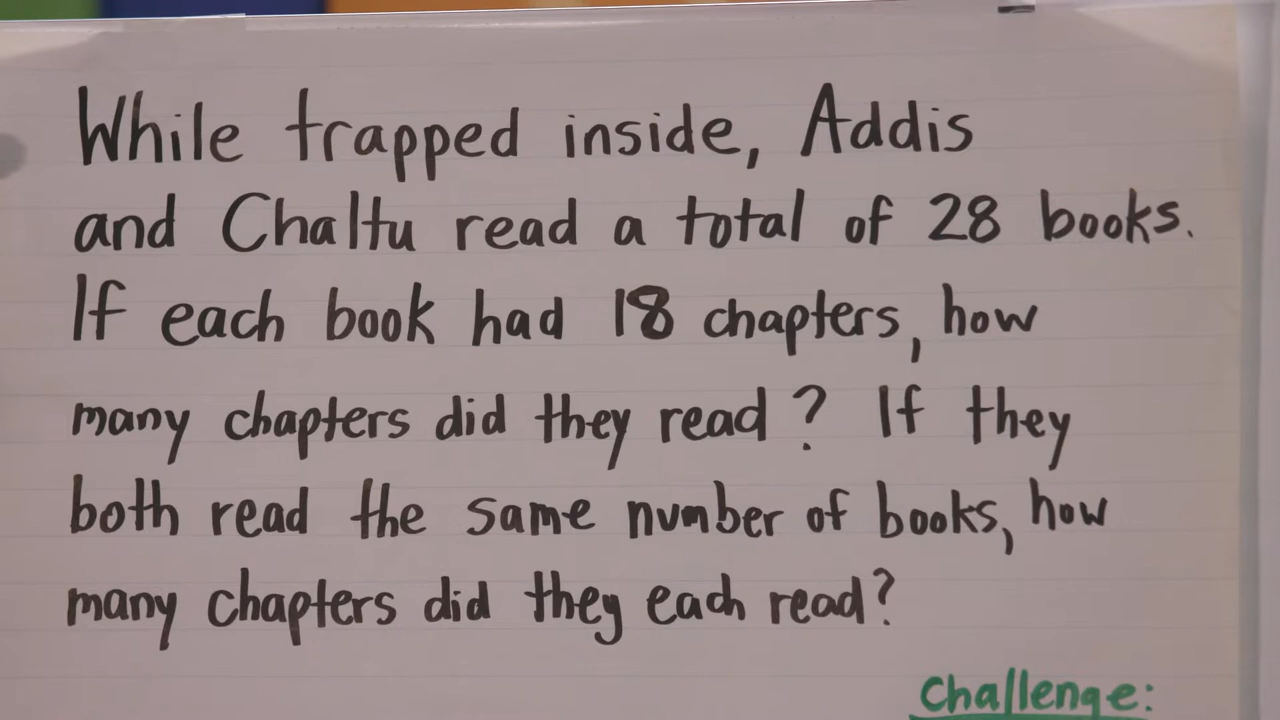 While trapped inside, Addis
and Chaltu read a total of 28 books.
If each book had 18 chapters, how
many chapters did they read? If they
both read the same number of books, how
many chapters did they each read?
Challenge: